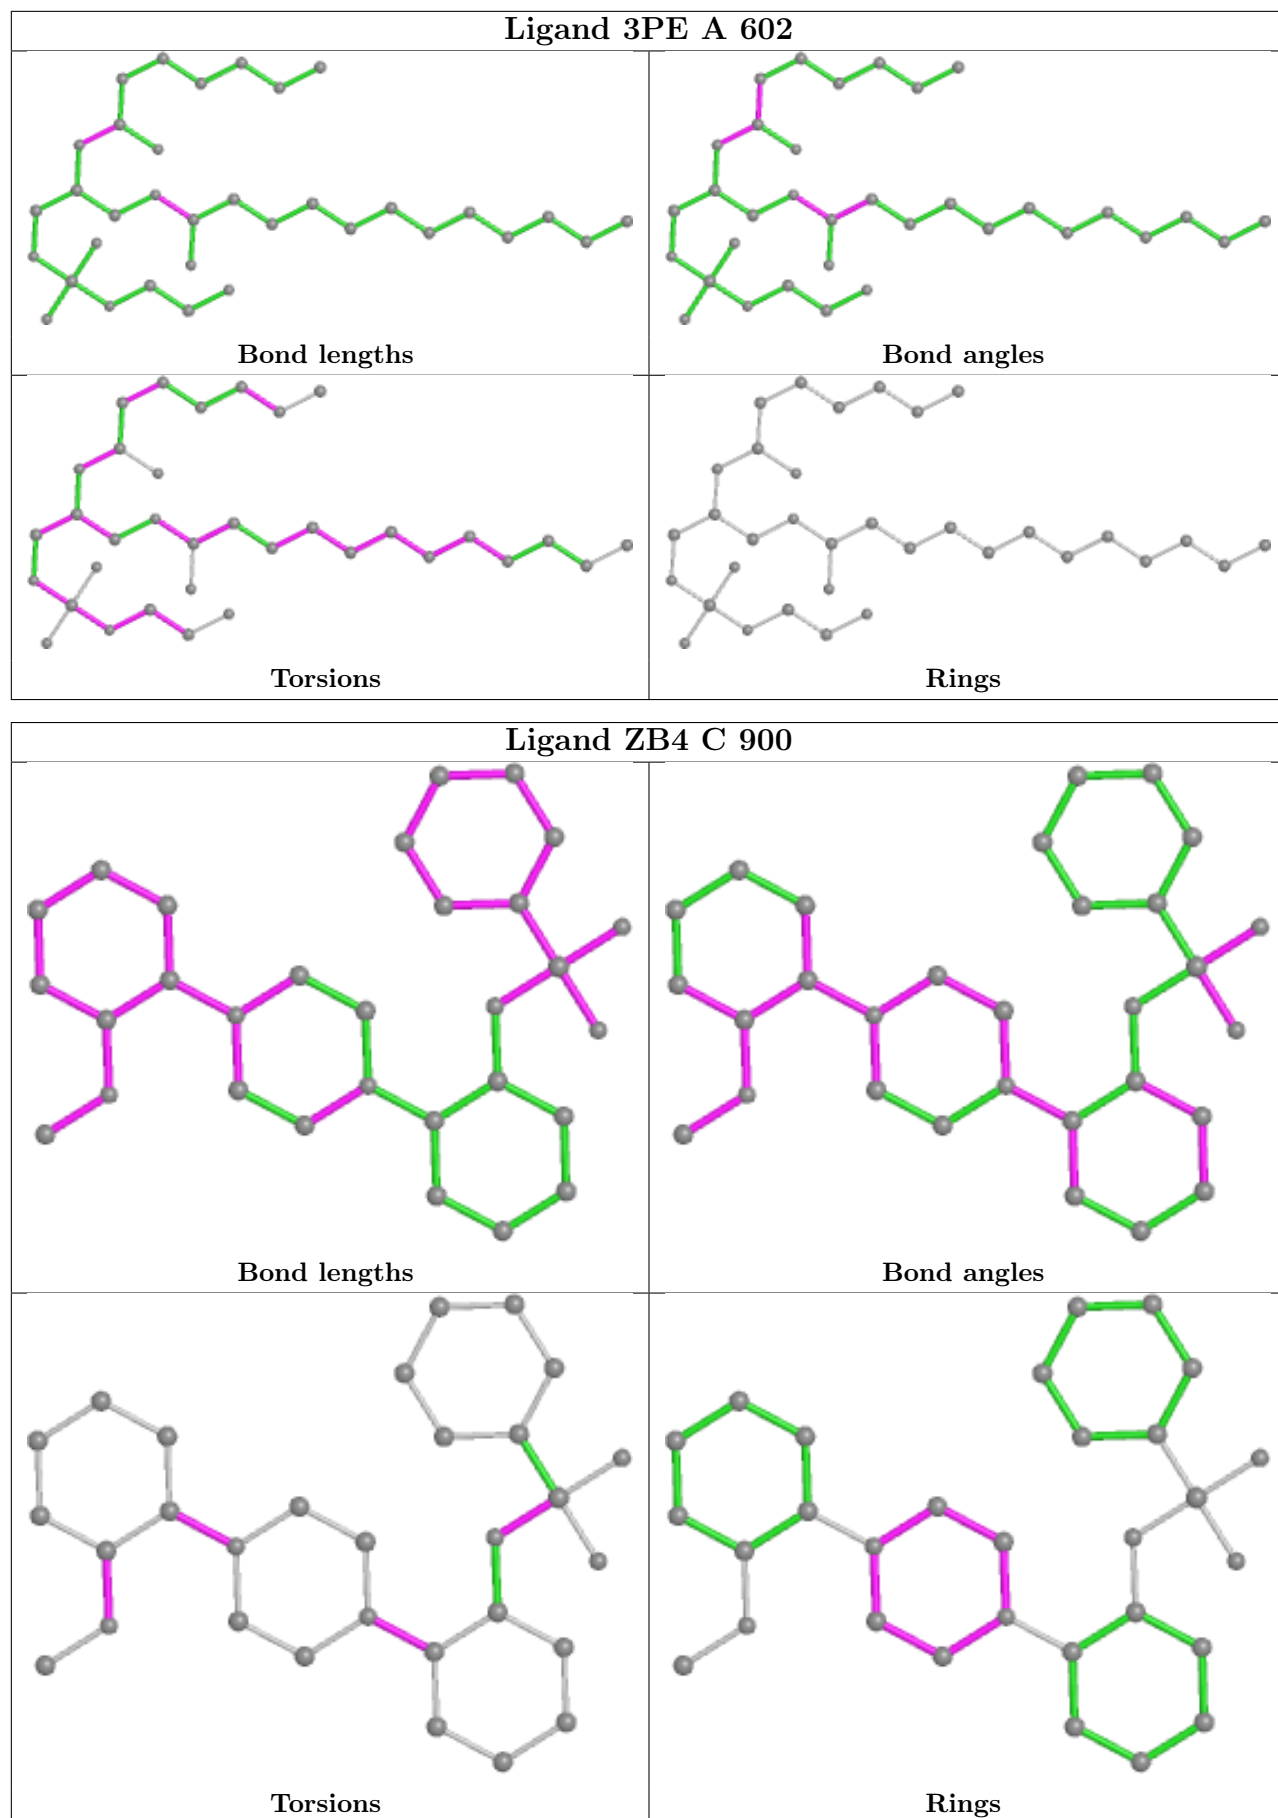 Ligand 3PE A 602
Bond lengths
Bond angles
Torsions
Rings
Ligand ZB4 C 900
Bond lengths
Bond angles
Torsions
Rings